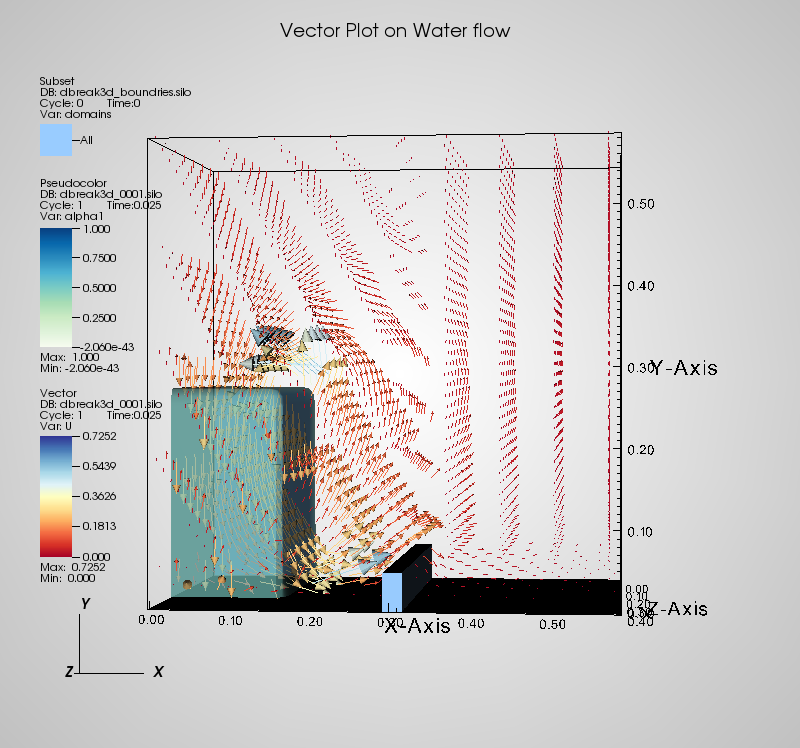 Vector Plot on Water flow
Subset
DB: dbreak3d_boundries.silo
Cycle: 0 Time:0
Var: domains
All
Pseudocolor
DB: dbreak3d_0001.silo
Cycle: 1 Time:0.025
Var: alpha1
1.000
0.7500
0.5000
0.2500
-2.060e-43
Max: 1.000
Min: -2.060e-43
Vector
DB: dbreak3d_0001.silo
Cycle: 1 Time:0.025
Var: U
0.7252
0.5439
0.3626
0.1813
0.000
Max: 0.7252
Min: 0.000
0.50
0.40
0.30 Y-Axis
0.20
0.10
0.00
0.10
Z-Axis
0.40
0.00 0.10 0.20 0.30 0.40 0.50
X-Axis
Y
Z X